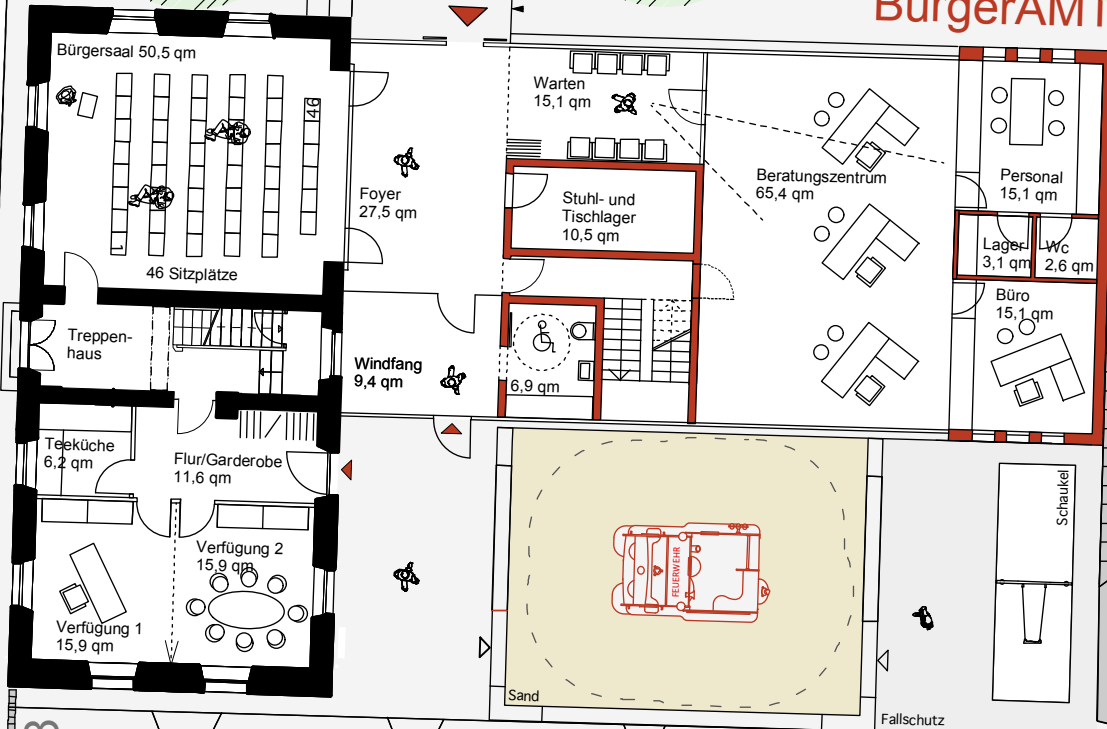 BürgerAMT
Bürgersaal 50,5 qm
46
1
46 Sitzplätze
Foyer
27,5 qm
Warten
15,1 qm
Stuhl- und
Tischlager
10,5 qm
Beratungszentrum
65,4 qm
Personal
15,1 qm
Lager
3,1 qm
Wc
2,6 qm
Büro
15,1 qm
Treppen-
haus
Windfang
9,4 qm
6,9 qm
Teeküche
6,2 qm
Flur/Garderobe
11,6 qm
Verfügung 2
15,9 qm
Verfügung 1
15,9 qm
FEUERWEHR
Sand
Schaukel
Fallschutz